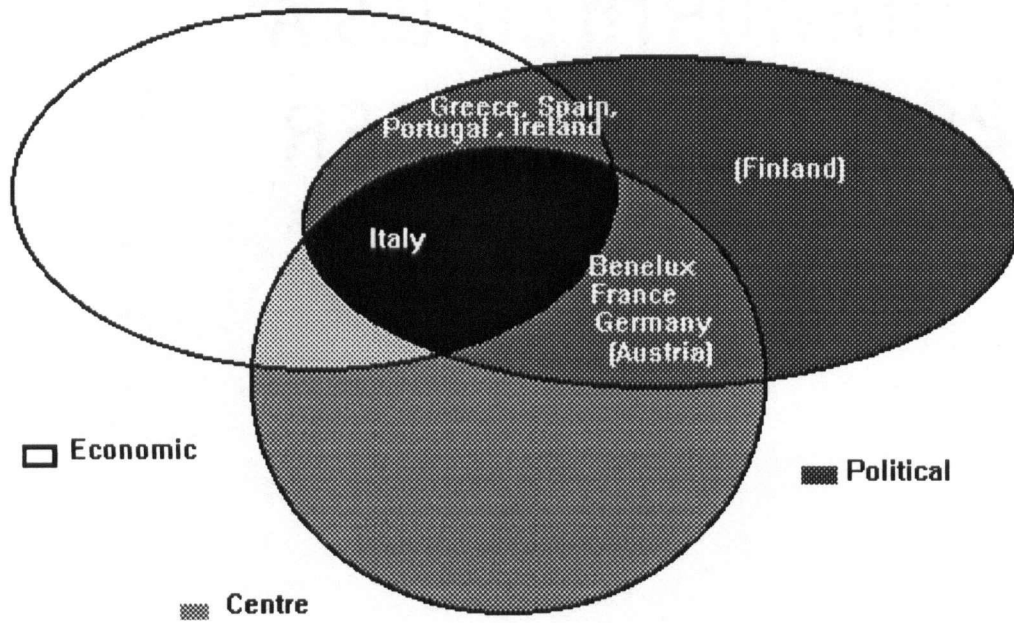 Greece, Spain,
Portugal , Ireland
(Finland)
Italy
Benelux
France
Germany
(Austria)
Economic
Political
Centre